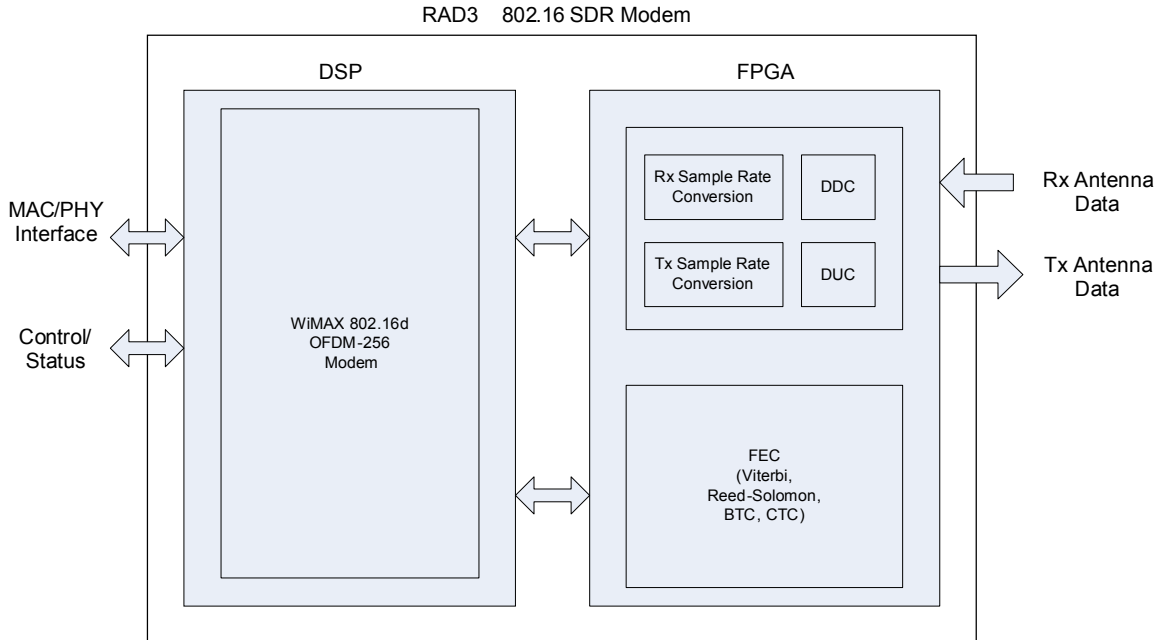 RAD3 802.16 SDR Modem
DSP
FPGA
MAC/PHY
Interface
Control/
Status
WiMAX 802.16d
OFDM-256
Modem
Rx Sample Rate
Conversion
DDC
Tx Sample Rate
Conversion
DUC
FEC
(Viterbi,
Reed-Solomon,
BTC, CTC)
Rx Antenna
Data
Tx Antenna
Data